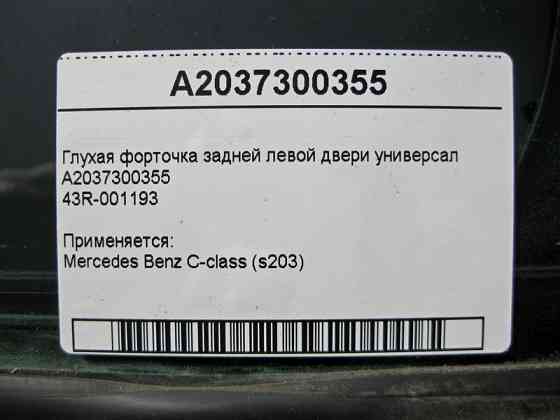 A2037300355
Глухая форточка задней левой двери универсал
A2037300355
43R-001193
Применяется:
Mercedes Benz C-class (s203)